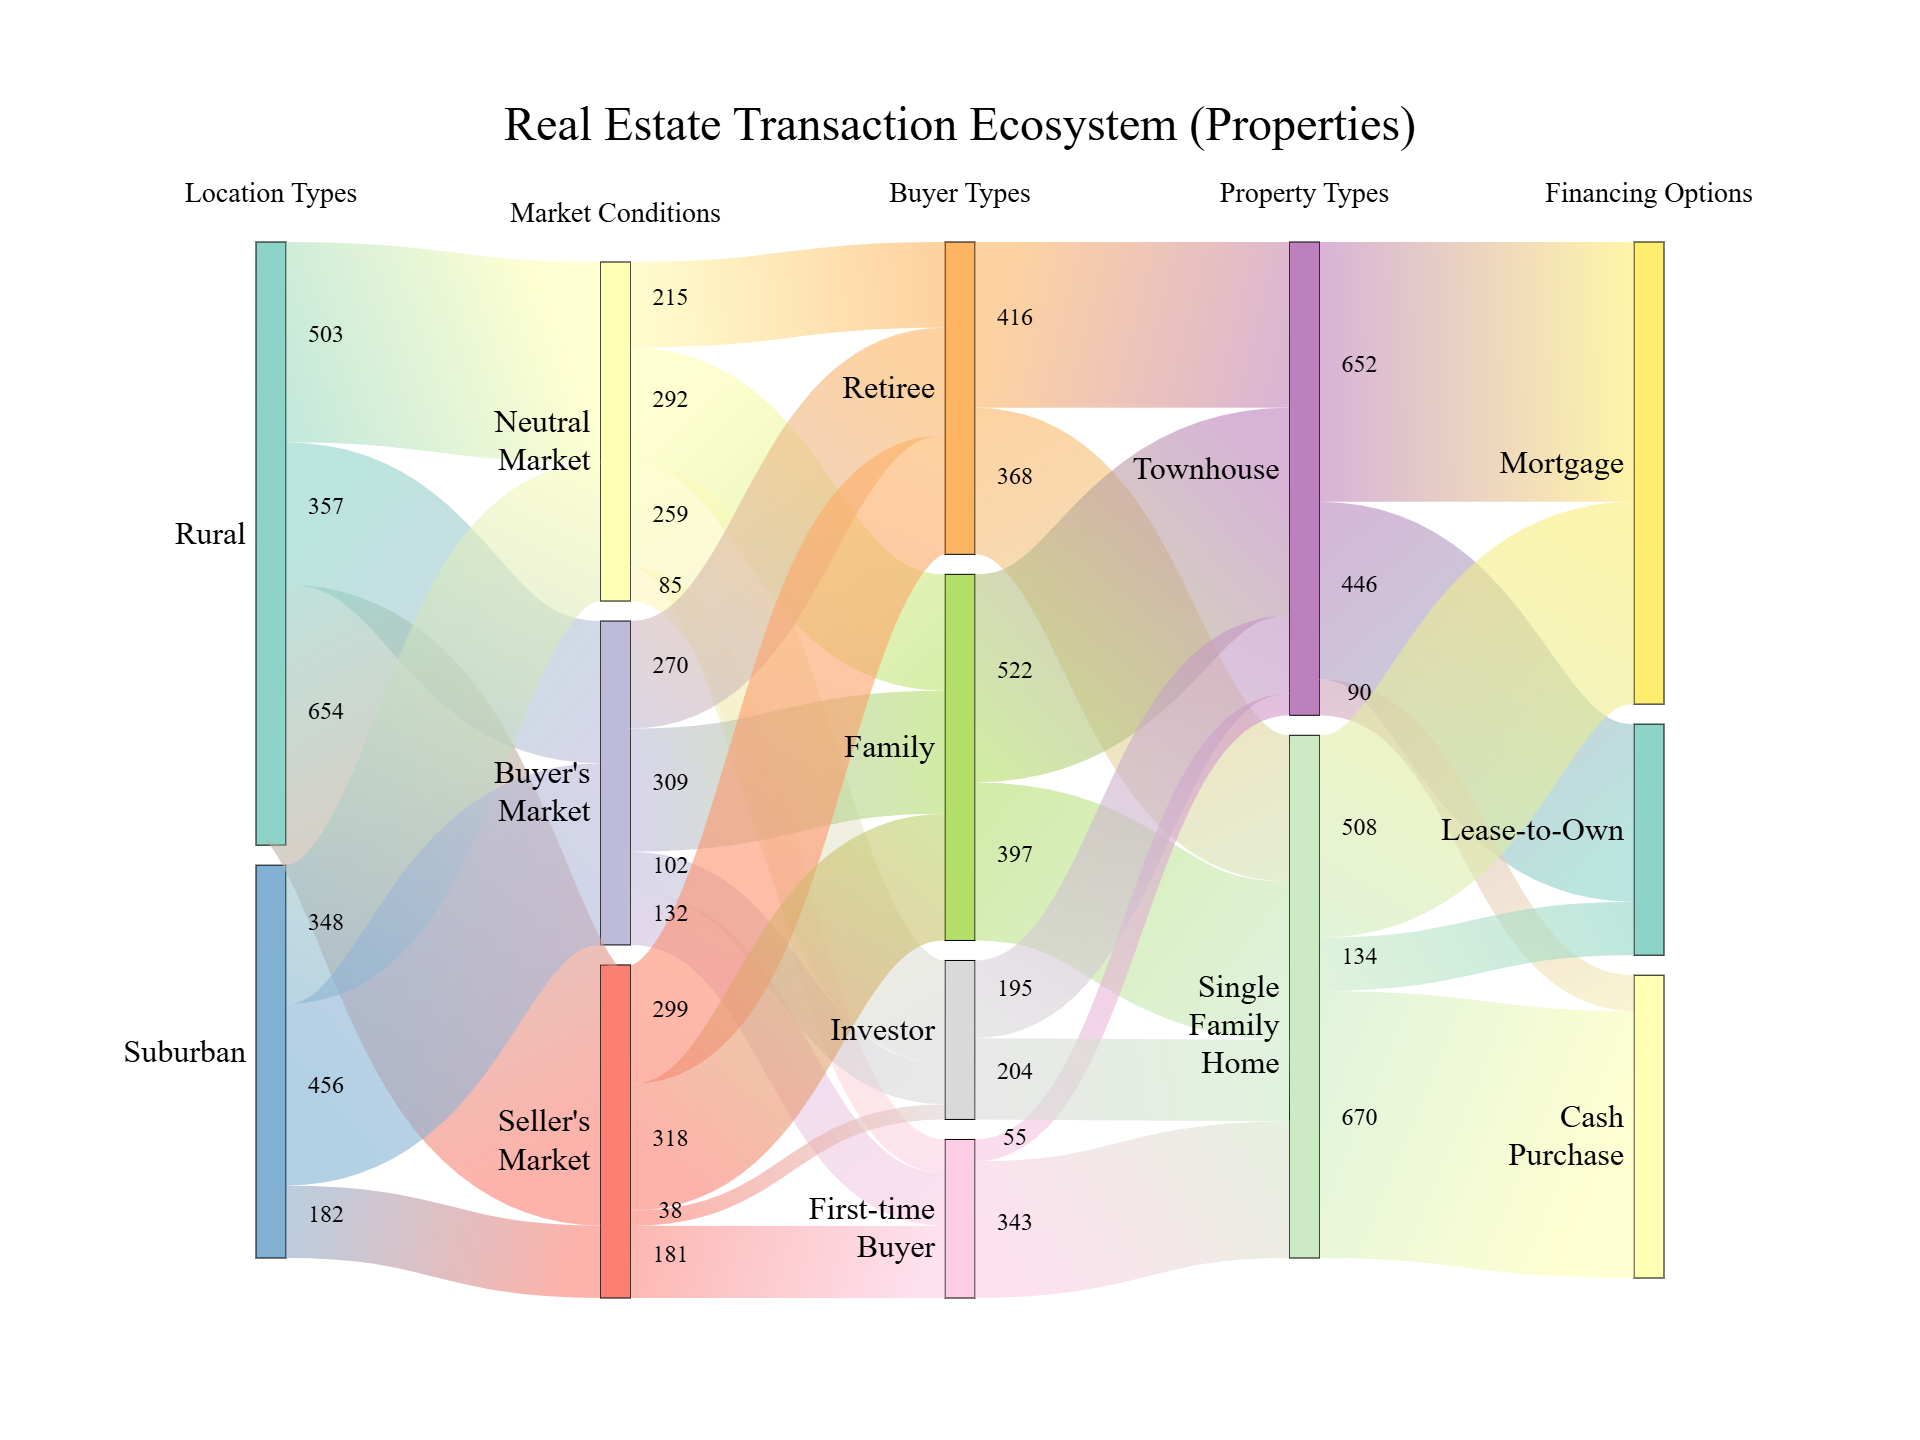 Real Estate Transaction Ecosystem (Properties)
Location Types
Market Conditions
Buyer Types
Property Types
Financing Options
Rural
503
357
654
Suburban
348
456
182
Neutral
Market
215
292
259
85
Buyer's
Market
270
309
102
132
Seller's
Market
299
318
38
181
Retiree
416
368
Family
522
397
Investor
195
204
First-time
Buyer
55
343
Townhouse
652
446
90
Single
Family
Home
508
134
670
Mortgage
Lease-to-Own
Cash
Purchase